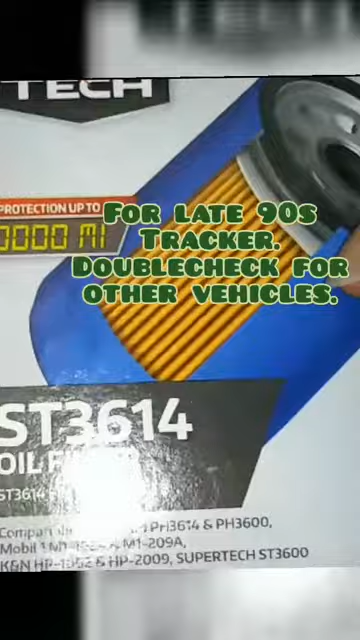 TECH
PROTECTION UP TO
0000 MI
FOR LATE 90S
TRACKER.
DOUBLECHECK FOR
OTHER VEHICLES.
ST3614
OIL
ST3614
PH3614 & PH3600,
Mobil 1 M1-209A,
K&N & HP-2009, SUPERTECH ST3600